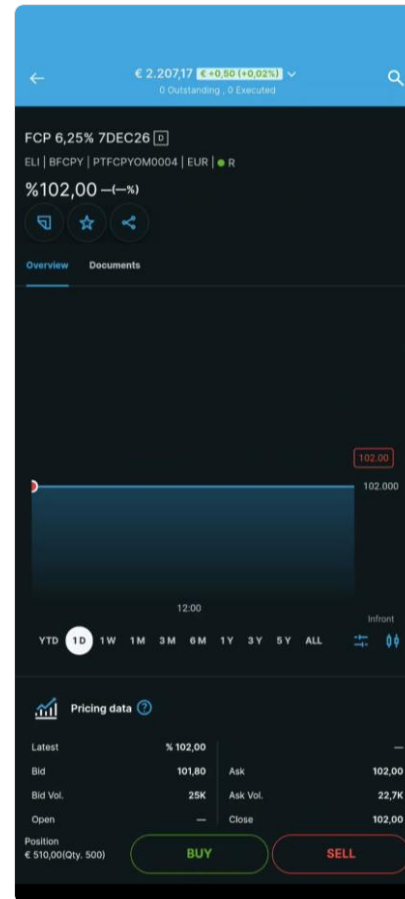 € 2.207,17 € +0,50 (+0,02%)
0 Outstanding , 0 Executed
FCP 6,25% 7DEC26 D
ELI | BFCPY | PTFCPYOM0004 | EUR | R
%102,00 —(—%)
Overview Documents
102.00
102.000
12:00
Infront
YTD 1D 1W 1M 3M 6M 1Y 3Y 5Y ALL
Pricing data ?
Latest % 102,00 —
Bid 101,80 Ask 102,00
Bid Vol. 25K Ask Vol. 22,7K
Open — Close 102,00
Position
€ 510,00(Qty. 500)
BUY SELL